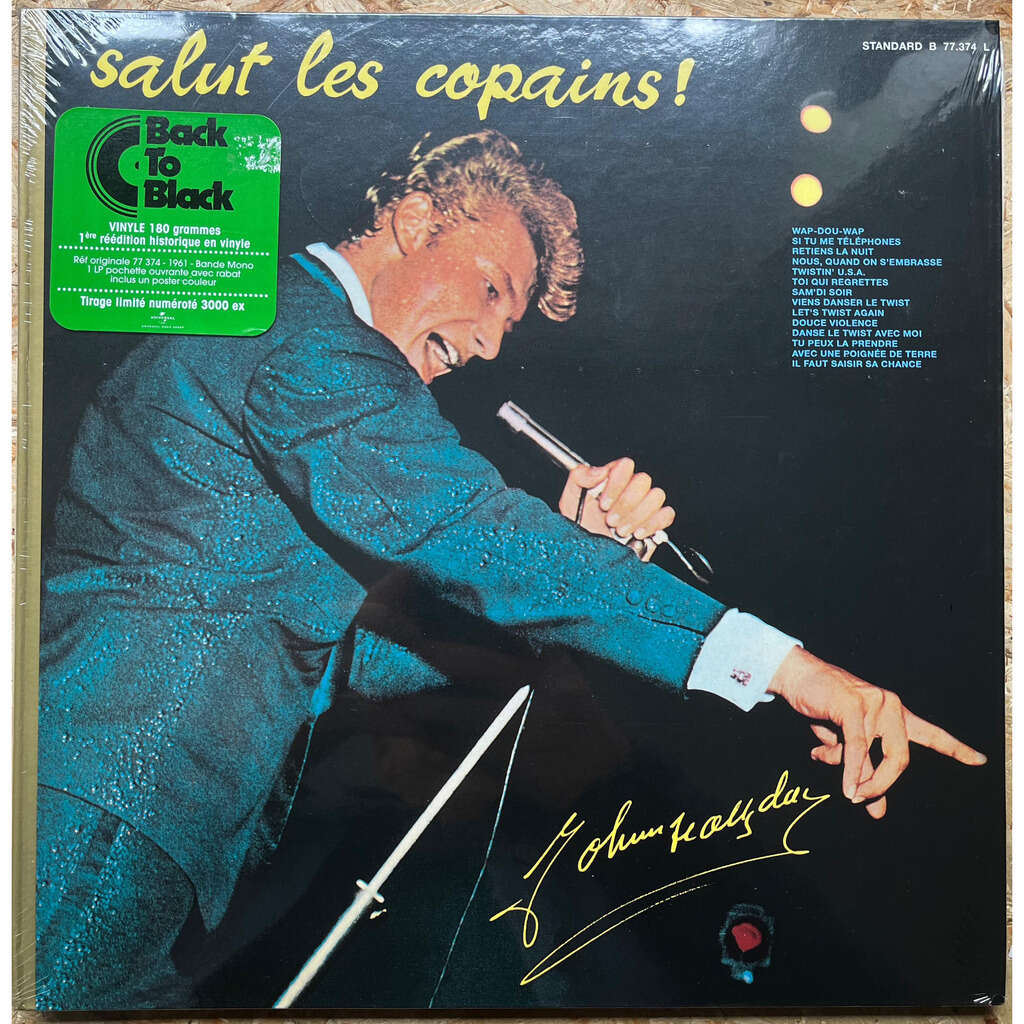 salut les copains !
STANDARD B 77.374 L
Back
To
Black
VINYLE 180 grammes
1ère réédition historique en vinyle
Réf originale 77 374 - 1961 - Bande Mono
1 LP pochette ouvrante avec rabat
inclus un poster couleur
Tirage limité numéroté 3000 ex
UNIVERSAL
UNIVERSAL MUSIC GROUP
WAP-DOU-WAP
SI TU ME TÉLÉPHONES
RETIENS LA NUIT
NOUS, QUAND ON S'EMBRASSE
TWISTIN' U.S.A.
TOI QUI REGRETTES
SAM'DI SOIR
VIENS DANSER LE TWIST
LET'S TWIST AGAIN
DOUCE VIOLENCE
DANSE LE TWIST AVEC MOI
TU PEUX LA PRENDRE
AVEC UNE POIGNÉE DE TERRE
IL FAUT SAISIR SA CHANCE
Johnny Hallyday